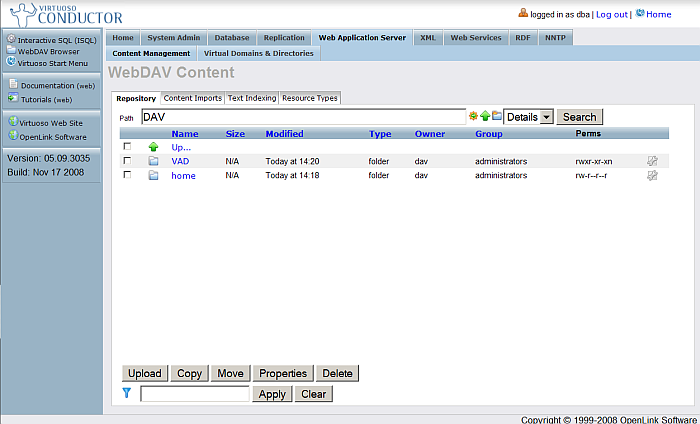 VIRTUOSO
CONDUCTOR
logged in as dba | Log out | Home
Interactive SQL (ISQL)
WebDAV Browser
Virtuoso Start Menu
Documentation (web)
Tutorials (web)
Virtuoso Web Site
OpenLink Software
Version: 05.09.3035
Build: Nov 17 2008
Home System Admin Database Replication Web Application Server XML Web Services RDF NNTP
Content Management Virtual Domains & Directories
WebDAV Content
Repository Content Imports Text Indexing Resource Types
Path DAV Details Search
Name Size Modified Type Owner Group Perms
Up...
VAD N/A Today at 14:20 folder dav administrators rwxr-xr-xn
home N/A Today at 14:18 folder dav administrators rw-r--r--r
Upload Copy Move Properties Delete
Apply Clear
Copyright © 1999-2008 OpenLink Software